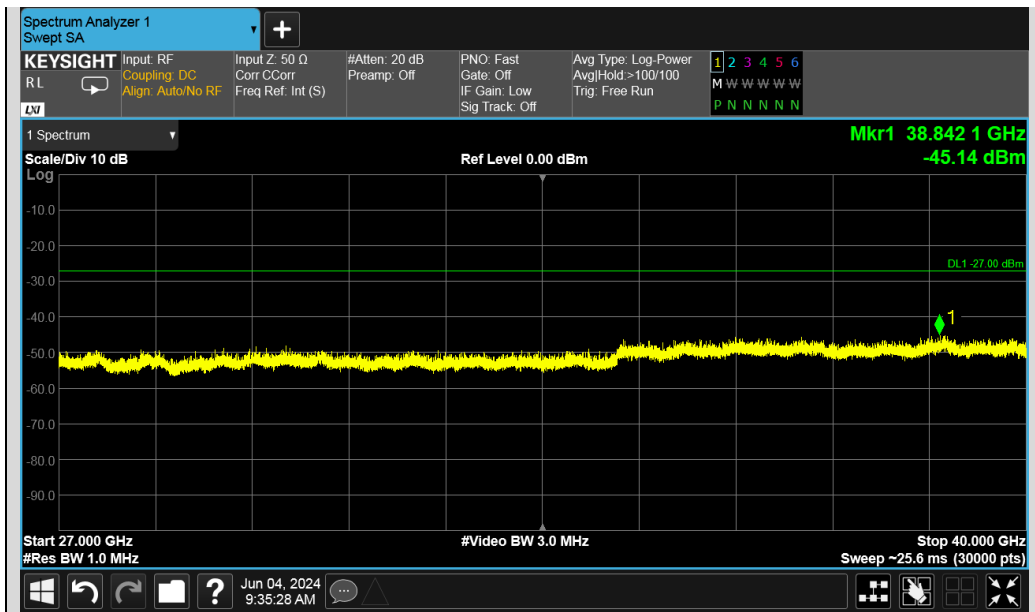 Spectrum Analyzer 1
Swept SA
+
KEYSIGHT
RL
LXI
Input: RF
Coupling: DC
Align: Auto/No RF
Input Z: 50 Ω
Corr CCorr
Freq Ref: Int (S)
#Atten: 20 dB
Preamp: Off
PNO: Fast
Gate: Off
IF Gain: Low
Sig Track: Off
Avg Type: Log-Power
Avg|Hold:>100/100
Trig: Free Run
1 2 3 4 5 6
M W W W W W
P N N N N N
1 Spectrum
Mkr1 38.842 1 GHz
-45.14 dBm
Scale/Div 10 dB
Ref Level 0.00 dBm
Log
-10.0
-20.0
DL1 -27.00 dBm
-30.0
-40.0
1
-50.0
-60.0
-70.0
-80.0
-90.0
Start 27.000 GHz
#Video BW 3.0 MHz
Stop 40.000 GHz
#Res BW 1.0 MHz
Sweep ~25.6 ms (30000 pts)
?
Jun 04, 2024
9:35:28 AM